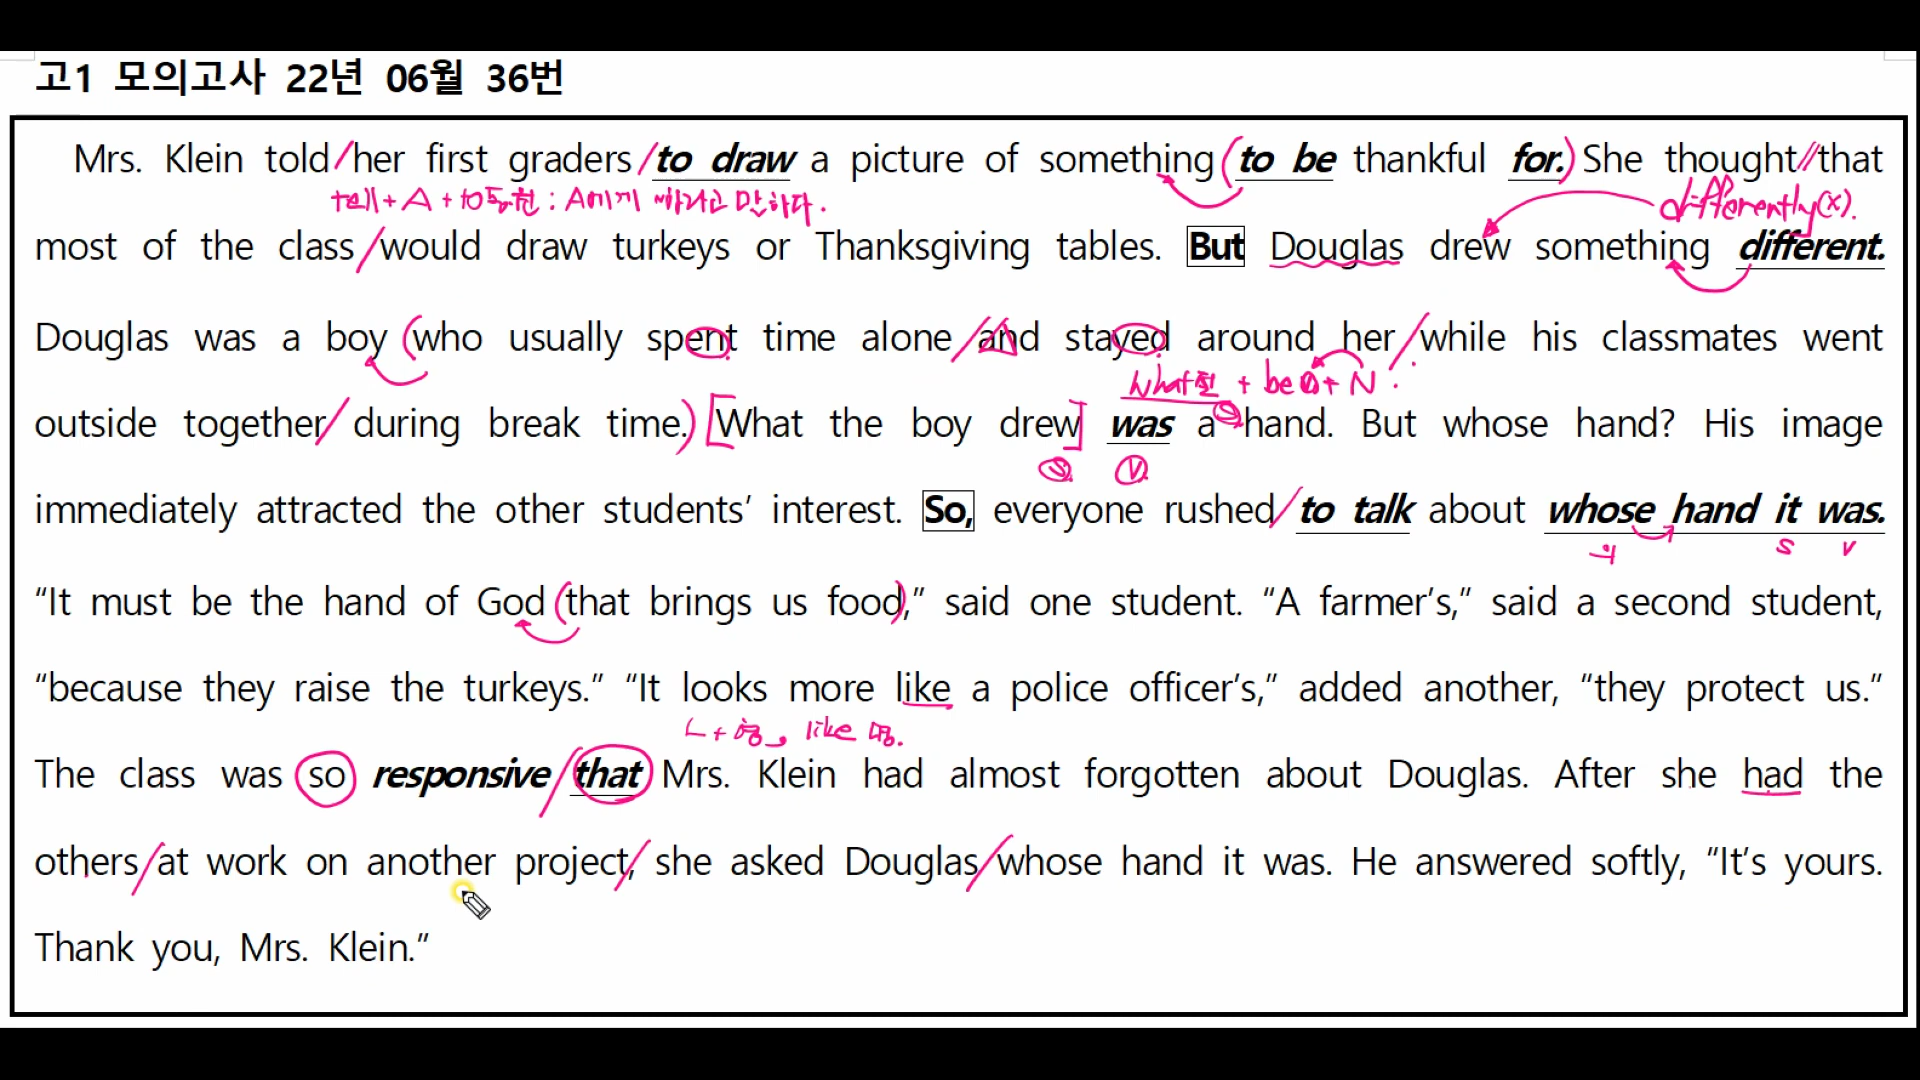 고1 모의고사 22년 06월 36번
Mrs. Klein told her first graders to draw a picture of something to be thankful for. She thought that
tell + A + to동원 : A에게 ~하라고 말하다.
differently(x).
most of the class would draw turkeys or Thanksgiving tables. But Douglas drew something different.
Douglas was a boy who usually spent time alone and stayed around her while his classmates went
what절 + be + N
outside together during break time. What the boy drew was a hand. But whose hand? His image
S V
immediately attracted the other students’ interest. So, everyone rushed to talk about whose hand it was.
의 S V
“It must be the hand of God that brings us food,” said one student. “A farmer’s,” said a second student,
“because they raise the turkeys.” “It looks more like a police officer’s,” added another, “they protect us.”
L + 형, like 명.
The class was so responsive that Mrs. Klein had almost forgotten about Douglas. After she had the
others at work on another project, she asked Douglas whose hand it was. He answered softly, “It’s yours.
Thank you, Mrs. Klein.”